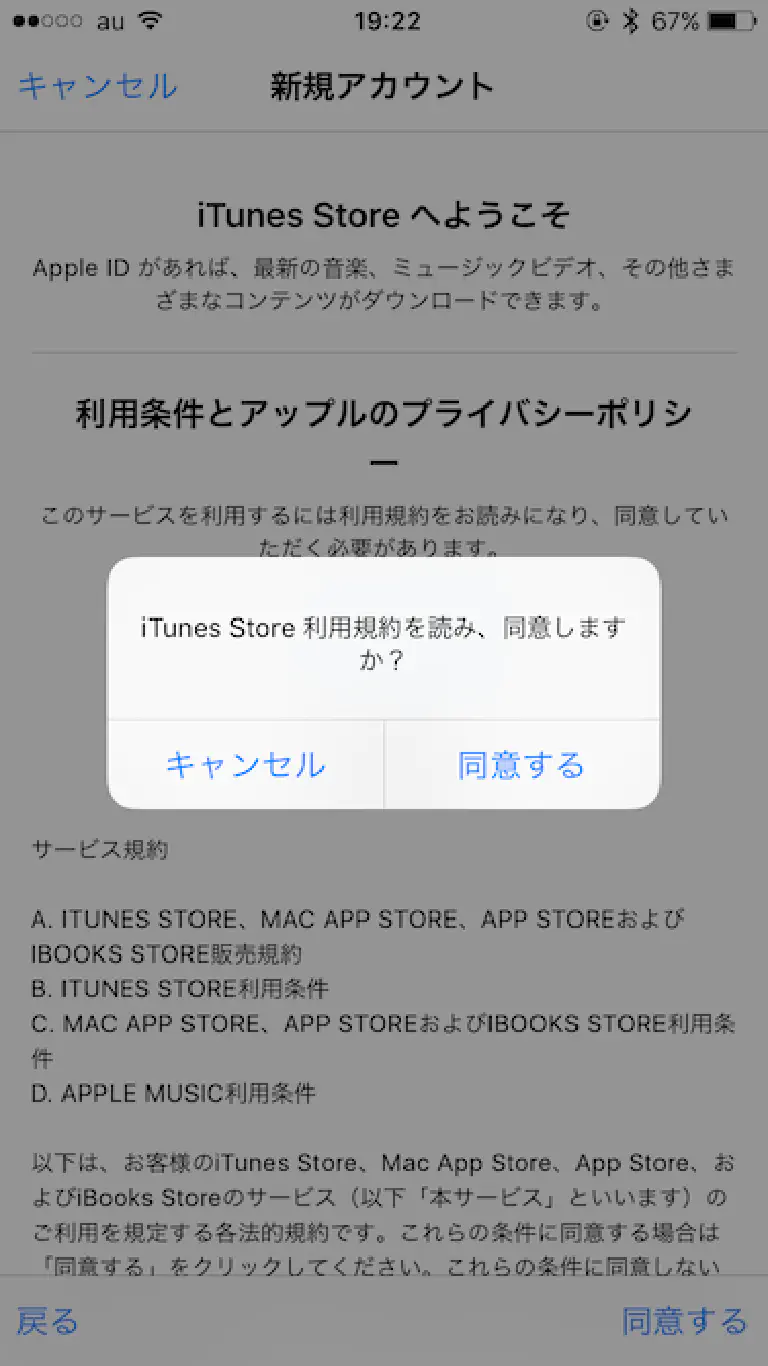 au 19:22 67%
キャンセル 新規アカウント
iTunes Store へようこそ
Apple ID があれば、最新の音楽、ミュージックビデオ、その他さま
ざまなコンテンツがダウンロードできます。
利用条件とアップルのプライバシーポリシ
ー
このサービスを利用するには利用規約をお読みになり、同意してい
ただく必要があります。
iTunes Store 利用規約を読み、同意します
か？
キャンセル 同意する
サービス規約
A. ITUNES STORE、MAC APP STORE、APP STOREおよび
IBOOKS STORE販売規約
B. ITUNES STORE利用条件
C. MAC APP STORE、APP STOREおよびIBOOKS STORE利用条
件
D. APPLE MUSIC利用条件
以下は、お客様のiTunes Store、Mac App Store、App Store、お
よびiBooks Storeのサービス（以下「本サービス」といいます）の
ご利用を規定する各法的規約です。これらの条件に同意する場合は
「同意する」をクリックしてください。これらの条件に同意しない
戻る 同意する